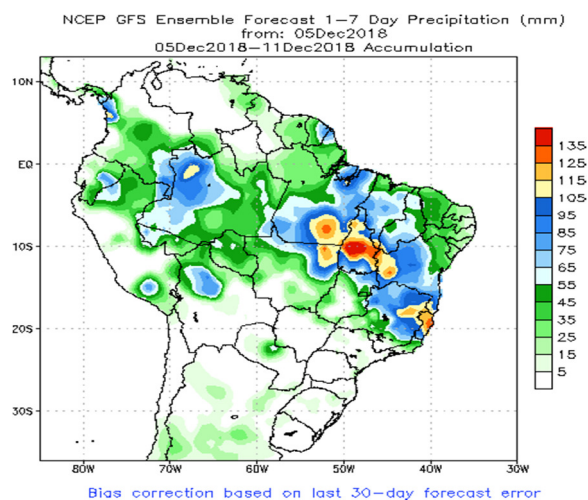 NCEP GFS Ensemble Forecast 1-7 Day Precipitation (mm)
from: 05Dec2018
05Dec2018-11Dec2018 Accumulation
10N
EQ
10S
20S
30S
80W
70W
60W
50W
40W
30W
135
125
115
105
95
85
75
65
55
45
35
25
15
5
Bias correction based on last 30-day forecast error